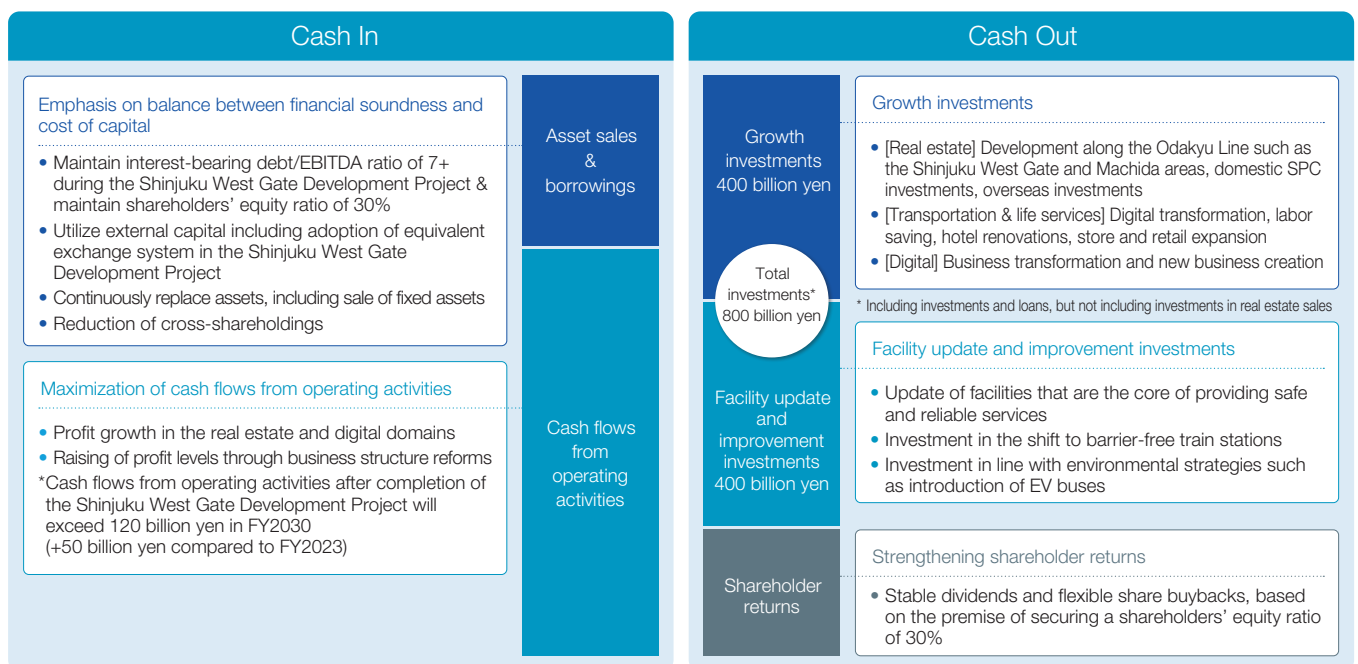 Cash In
Emphasis on balance between financial soundness and
cost of capital
• Maintain interest-bearing debt/EBITDA ratio of 7+
during the Shinjuku West Gate Development Project &
maintain shareholders’ equity ratio of 30%
• Utilize external capital including adoption of equivalent
exchange system in the Shinjuku West Gate
Development Project
• Continuously replace assets, including sale of fixed assets
• Reduction of cross-shareholdings
Asset sales
&
borrowings
Maximization of cash flows from operating activities
• Profit growth in the real estate and digital domains
• Raising of profit levels through business structure reforms
*Cash flows from operating activities after completion of
the Shinjuku West Gate Development Project will
exceed 120 billion yen in FY2030
(+50 billion yen compared to FY2023)
Cash flows
from
operating
activities
Cash Out
Growth
investments
400 billion yen
Growth investments
• [Real estate] Development along the Odakyu Line such as
the Shinjuku West Gate and Machida areas, domestic SPC
investments, overseas investments
• [Transportation & life services] Digital transformation, labor
saving, hotel renovations, store and retail expansion
• [Digital] Business transformation and new business creation
Total
investments*
800 billion yen
* Including investments and loans, but not including investments in real estate sales
Facility update
and
improvement
investments
400 billion yen
Facility update and improvement investments
• Update of facilities that are the core of providing safe
and reliable services
• Investment in the shift to barrier-free train stations
• Investment in line with environmental strategies such
as introduction of EV buses
Shareholder
returns
Strengthening shareholder returns
• Stable dividends and flexible share buybacks, based
on the premise of securing a shareholders’ equity ratio
of 30%